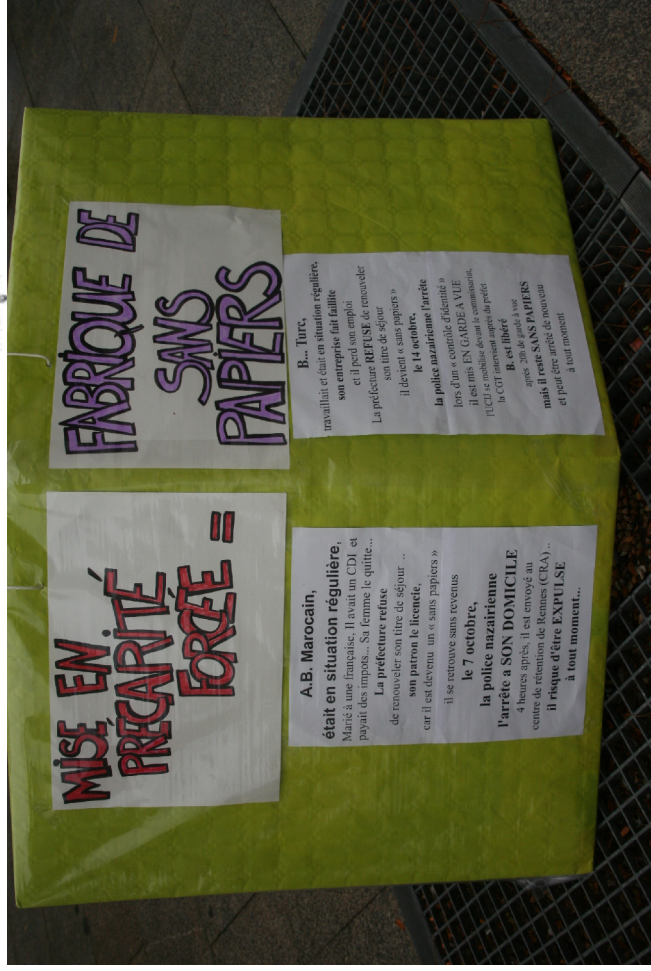 MISE EN
PRÉCARITÉ
FORCÉE =
FABRIQUE DE
SANS
PAPIERS
A.B. Marocain,
était en situation régulière,
Marié à une française, Il avait un CDI et
payait des impots... Sa femme le quitte...
La préfecture refuse
de renouveler son titre de séjour ..
son patron le licencie,
car il est devenu un « sans papiers »
il se retrouve sans revenus
le 7 octobre,
la police nazairienne
l'arrête a SON DOMICILE
4 heures après, il est envoyé au
centre de rétention de Rennes (CRA) ..
il risque d'être EXPULSE
à tout moment...
B... Turc,
travaillait et était en situation régulière.
son entreprise fait faillite
et il perd son emploi
La préfecture REFUSE de renouveler
son titre de séjour
il devient « sans papiers »
le 14 octobre,
la police nazairienne l'arrête
lors d'un « contrôle d'identité »
il est mis EN GARDE A VUE
l'UCIJ se mobilise devant le commissariat,
la CGT intervient auprès du préfet
B. est libéré
après 20h de garde à vue
mais il reste SANS PAPIERS
et peut être arrêté de nouveau
à tout moment